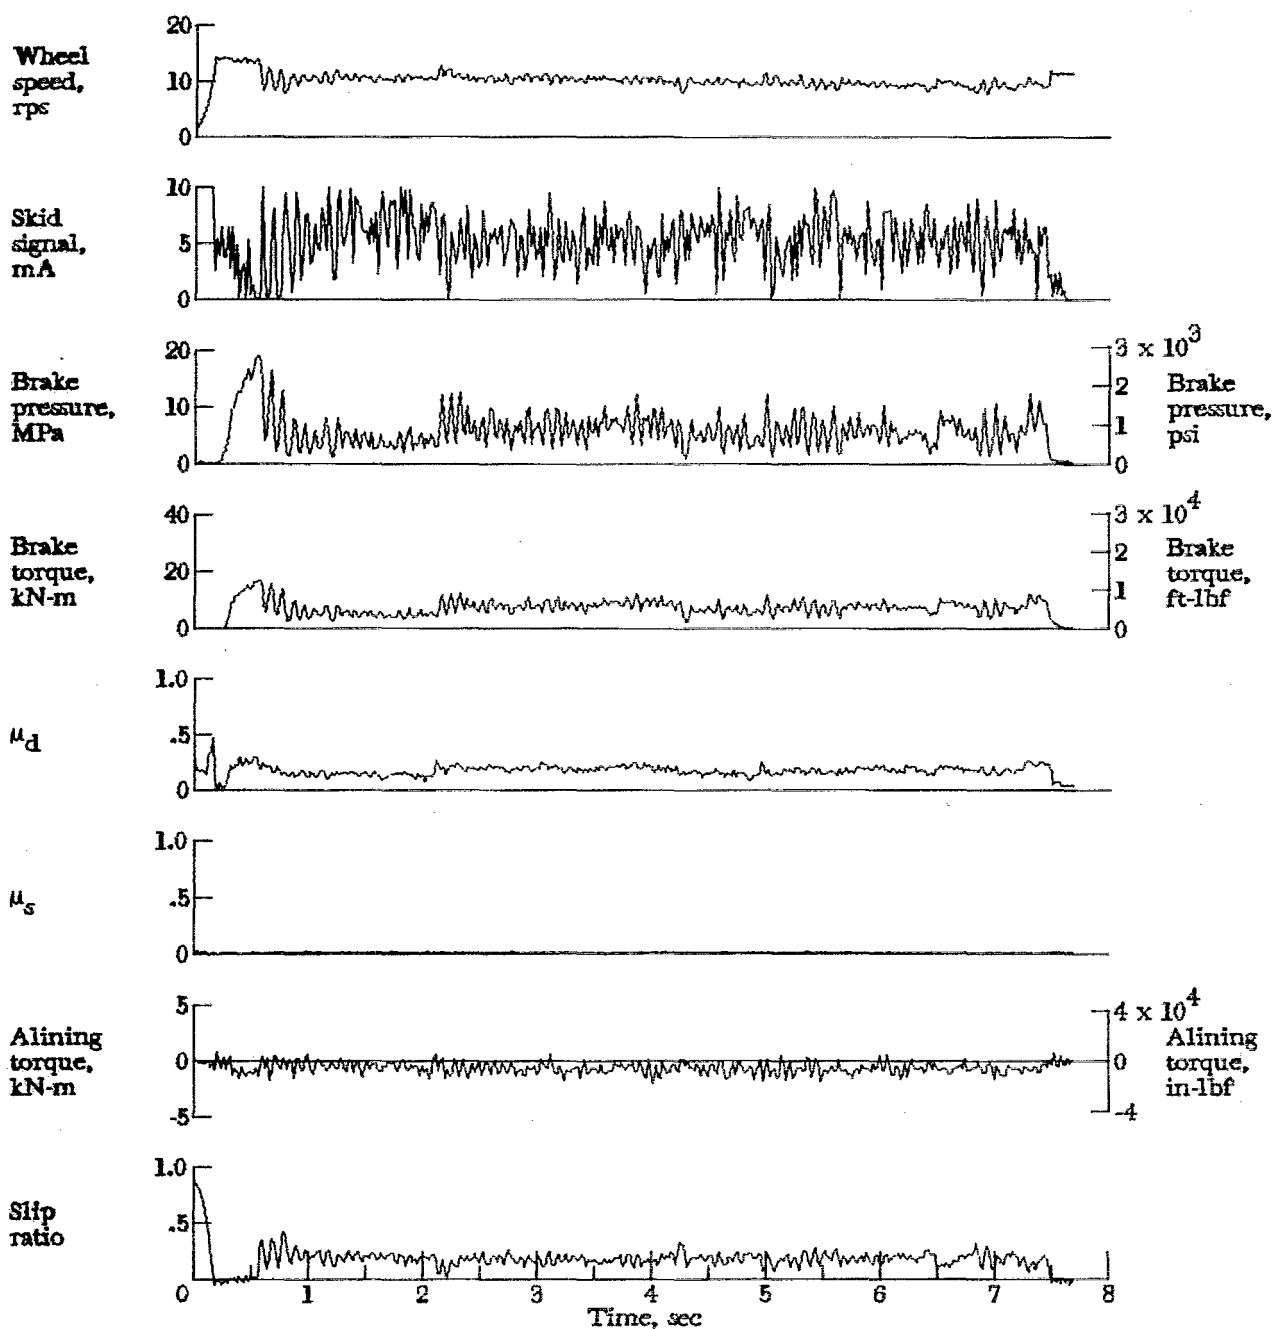 20
Wheel
speed,
rps
10
0
10
Skid
signal,
mA
5
0
20
Brake
pressure,
MPa
10
0
3 x 10³
2
Brake
pressure,
psi
1
0
40
Brake
torque,
kN-m
20
0
3 x 10⁴
2
Brake
torque,
ft-lbf
1
0
1.0
μd
.5
0
1.0
μs
.5
0
5
Alining
torque,
kN-m
0
-5
4 x 10⁴
Alining
torque,
in-lbf
0
-4
1.0
Slip
ratio
.5
0 1 2 3 4 5 6 7 8
Time, sec